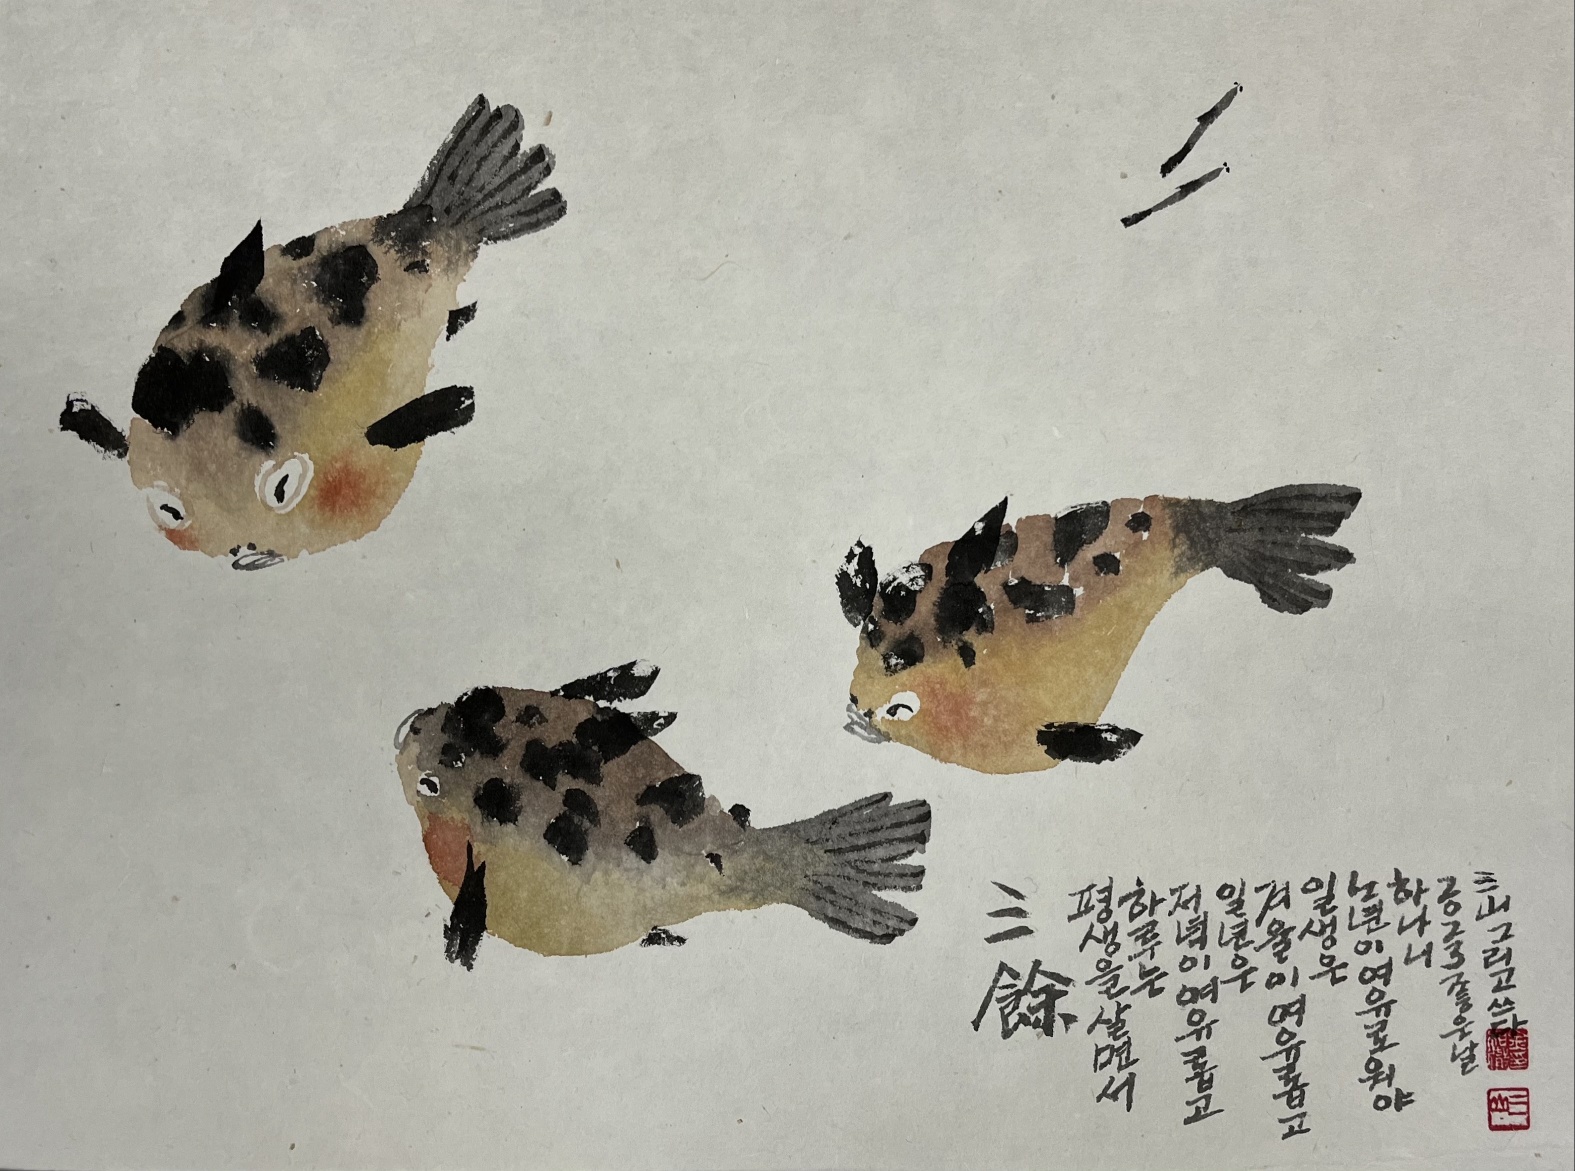 三餘
평생을 살면서
하루는
저녁이 여유롭고
일년은
겨울이 여유롭고
일생은
노년이 여유로워야
하나니
좋은날
三山 그리고 쓰다
三山